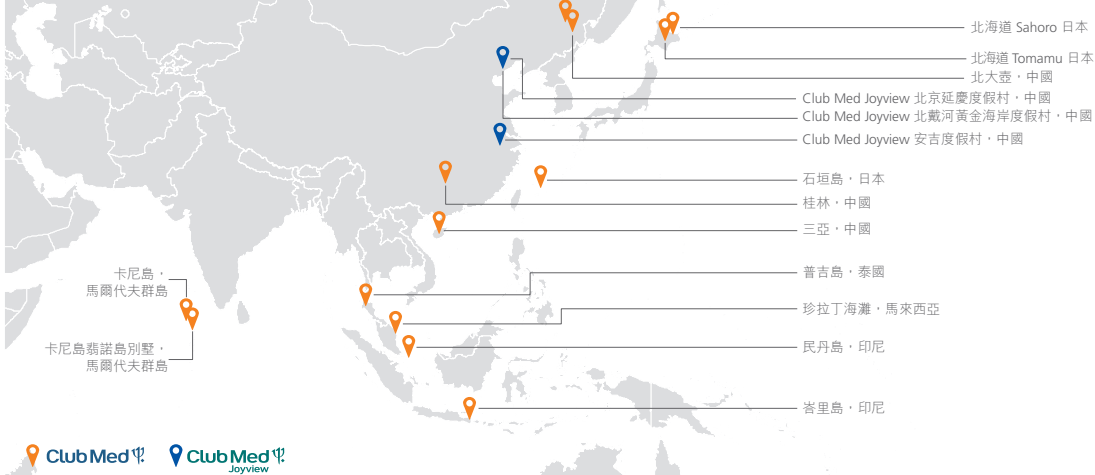 北海道 Sahoro 日本
北海道 Tomamu 日本
北大壺，中國
Club Med Joyview 北京延慶度假村，中國
Club Med Joyview 北戴河黃金海岸度假村，中國
Club Med Joyview 安吉度假村，中國
石垣島，日本
桂林，中國
三亞，中國
卡尼島，
馬爾代夫群島
普吉島，泰國
珍拉丁海灘，馬來西亞
卡尼島翡諾島別墅，
馬爾代夫群島
民丹島，印尼
峇里島，印尼
Club Med
Club Med
Joyview